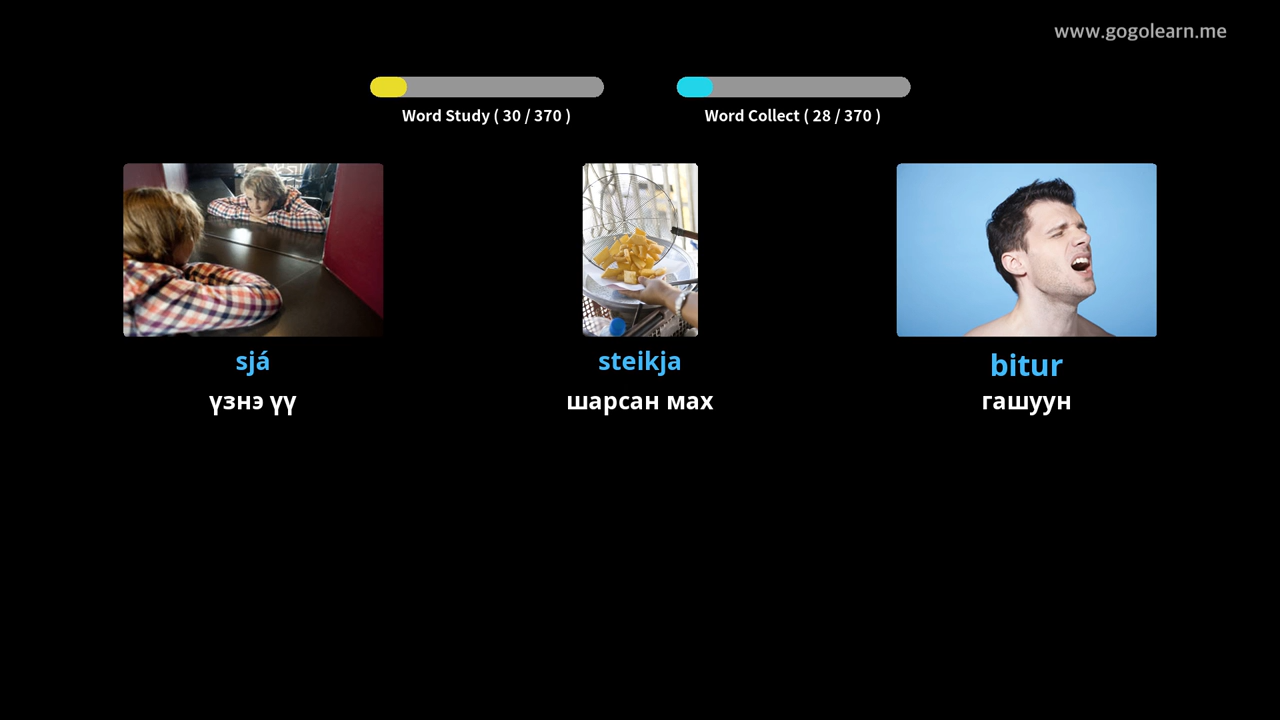 www.gogolearn.me
Word Study ( 30 / 370 )
Word Collect ( 28 / 370 )
sjá
steikja
bitur
үзнэ үү
шарсан мах
гашуун